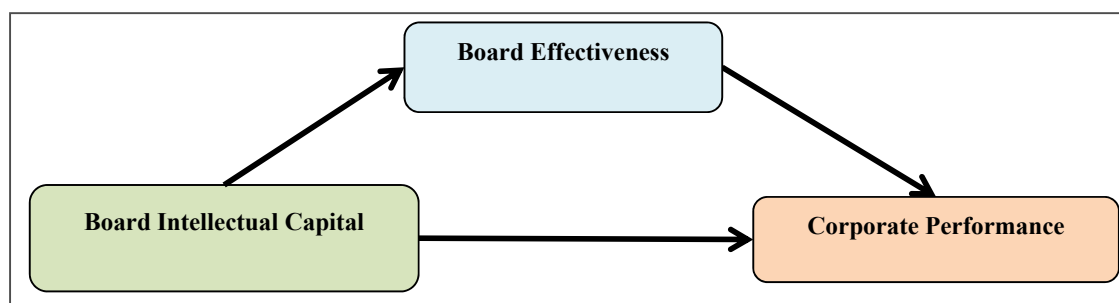 Board Effectiveness
Board Intellectual Capital
Corporate Performance